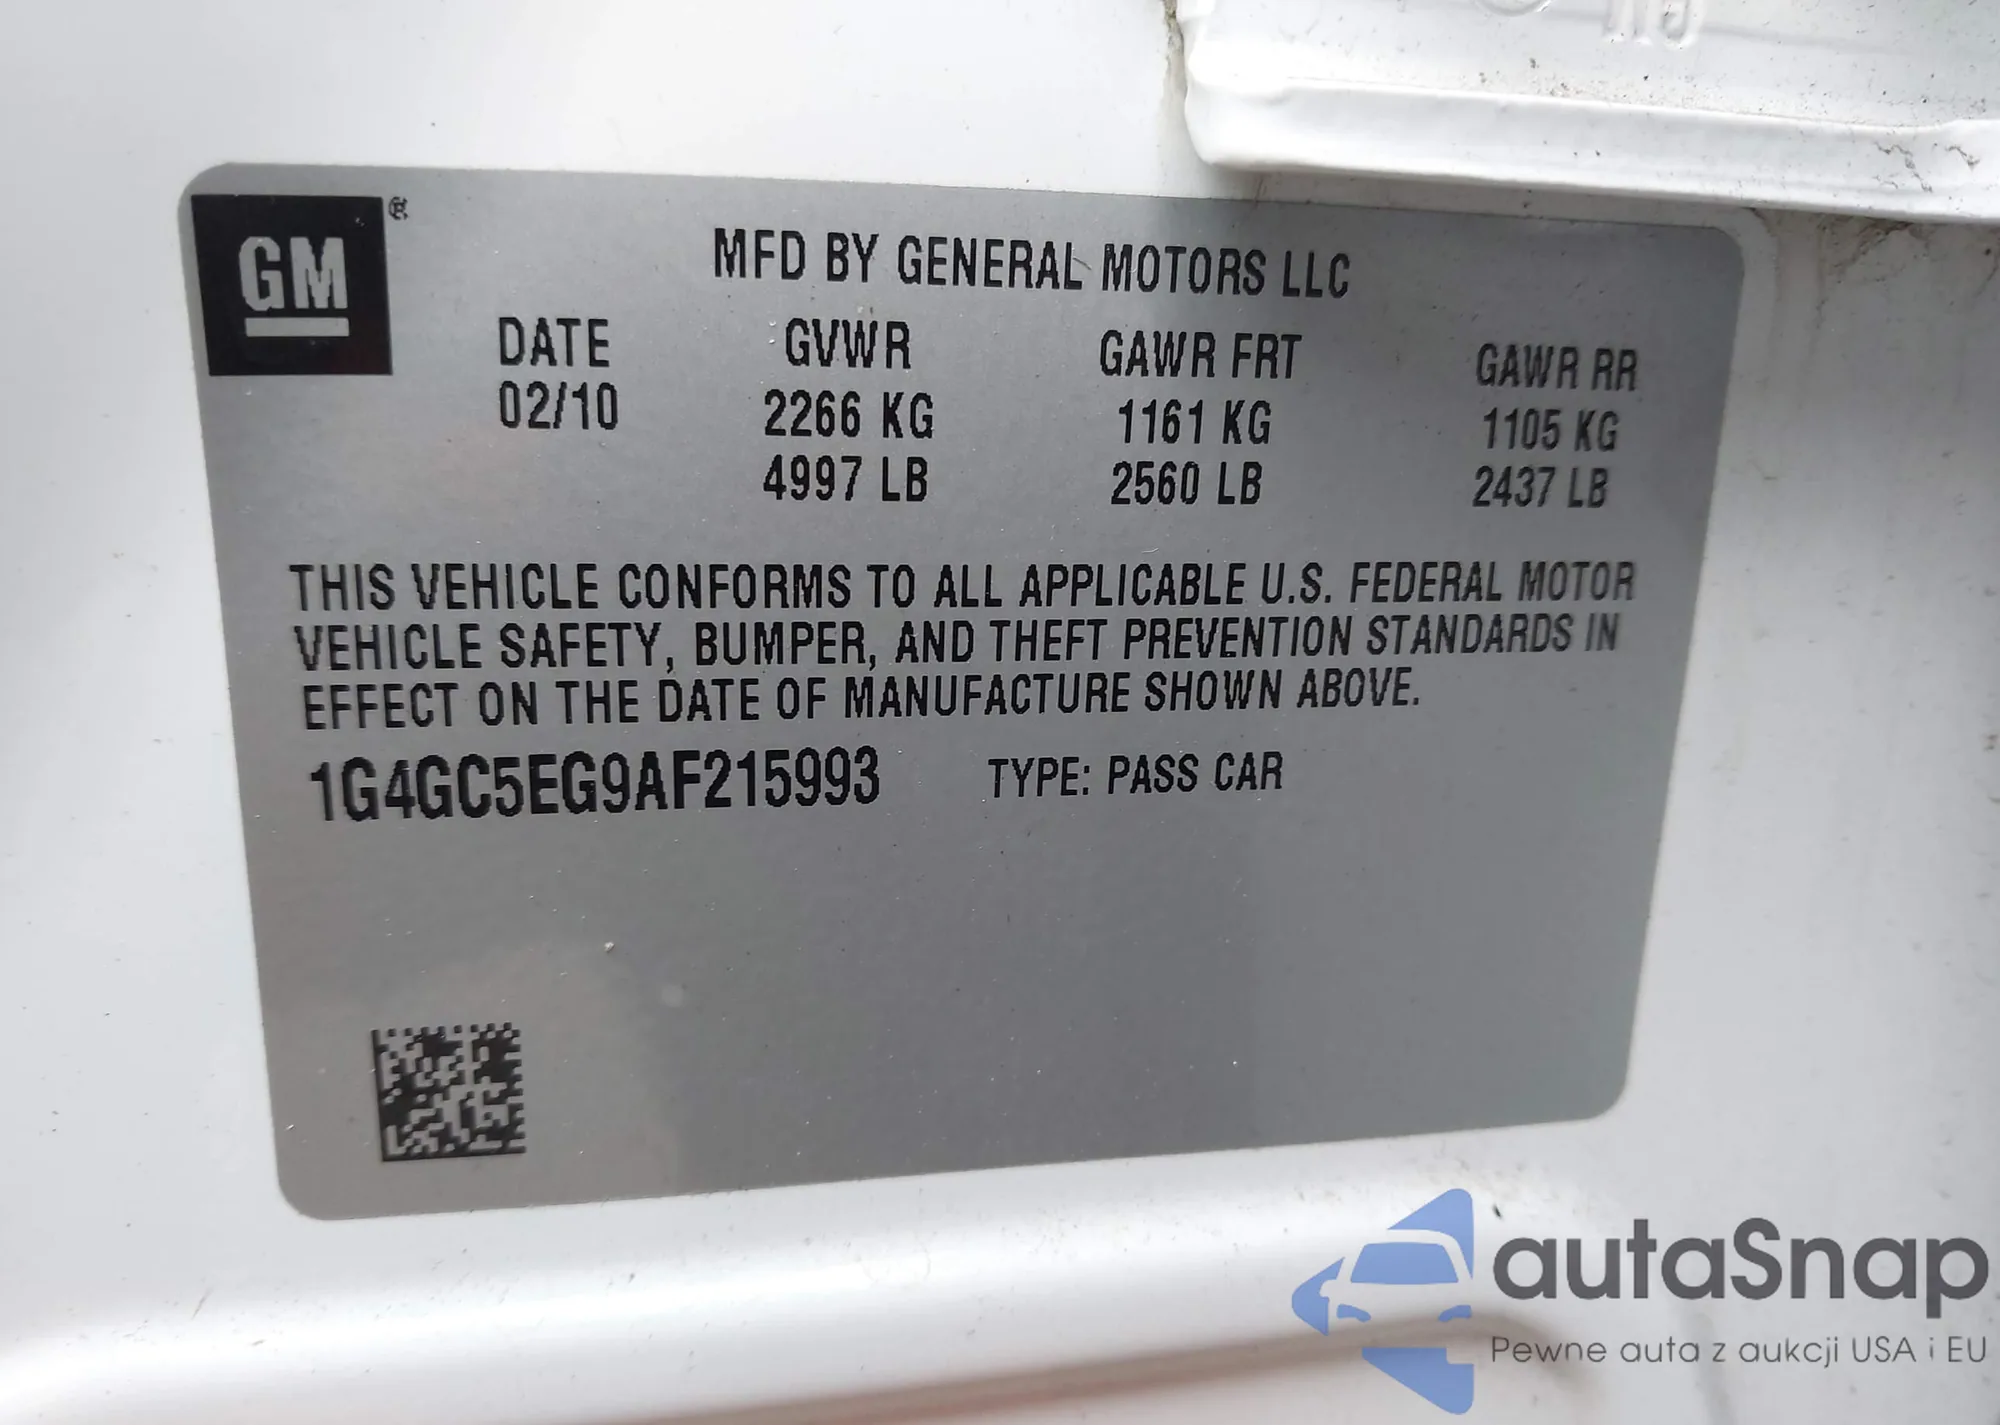 GM®
MFD BY GENERAL MOTORS LLC
DATE GVWR GAWR FRT GAWR RR
02/10 2266 KG 1161 KG 1105 KG
4997 LB 2560 LB 2437 LB
THIS VEHICLE CONFORMS TO ALL APPLICABLE U.S. FEDERAL MOTOR
VEHICLE SAFETY, BUMPER, AND THEFT PREVENTION STANDARDS IN
EFFECT ON THE DATE OF MANUFACTURE SHOWN ABOVE.
1G4GC5EG9AF215993 TYPE: PASS CAR
autaSnap
Pewne auta z aukcji USA i EU